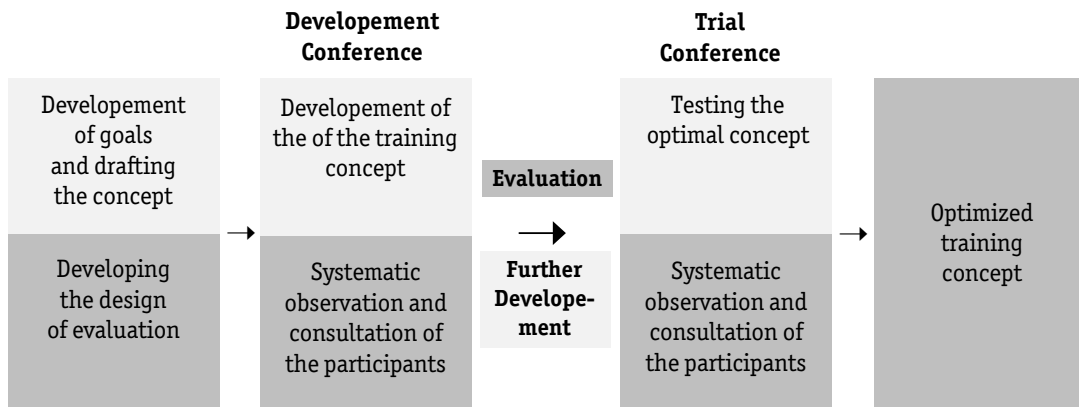 Developement
Conference
Trial
Conference
Developement
of goals
and drafting
the concept
Developing
the design
of evaluation
Developement of
the of the training
concept
Systematic
observation and
consultation of
the participants
Evaluation
Further
Develope-
ment
Testing the
optimal concept
Systematic
observation and
consultation of
the participants
Optimized
training
concept